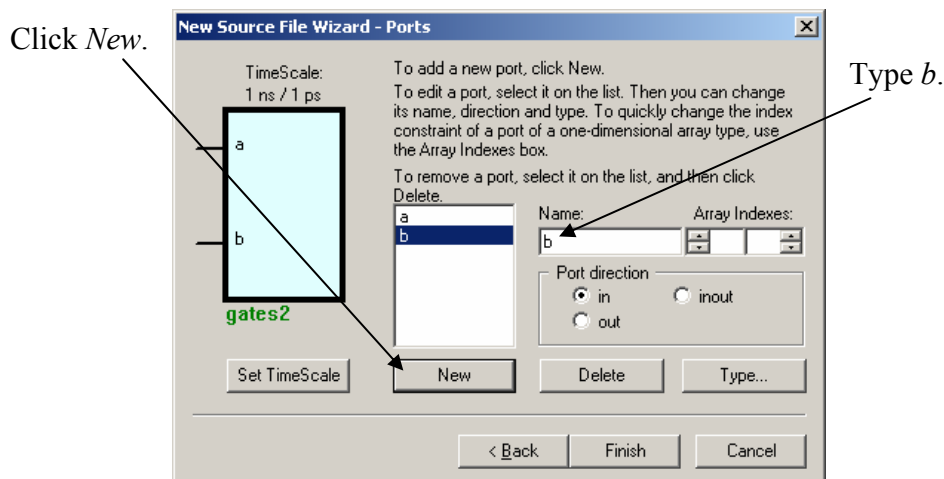 New Source File Wizard - Ports
Click New.
Type b.
TimeScale:
1 ns / 1 ps
a
b
gates2
To add a new port, click New.
To edit a port, select it on the list. Then you can change
its name, direction and type. To quickly change the index
constraint of a port of a one-dimensional array type, use
the Array Indexes box.
To remove a port, select it on the list, and then click
Delete.
a
b
Name:
Array Indexes:
b
Port direction
in
inout
out
Set TimeScale
New
Delete
Type...
< Back
Finish
Cancel